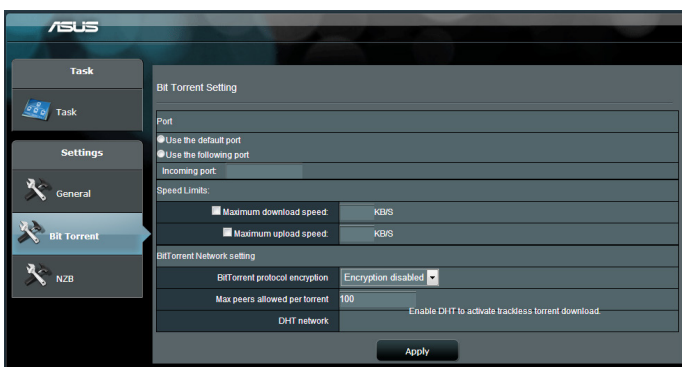 ASUS
Task
Task
Settings
General
Bit Torrent
NZB
Bit Torrent Setting
Port
Use the default port
Use the following port
Incoming port:
Speed Limits:
Maximum download speed: KB/S
Maximum upload speed: KB/S
BitTorrent Network setting
BitTorrent protocol encryption Encryption disabled
Max peers allowed per torrent 100
DHT network Enable DHT to activate trackless torrent download.
Apply